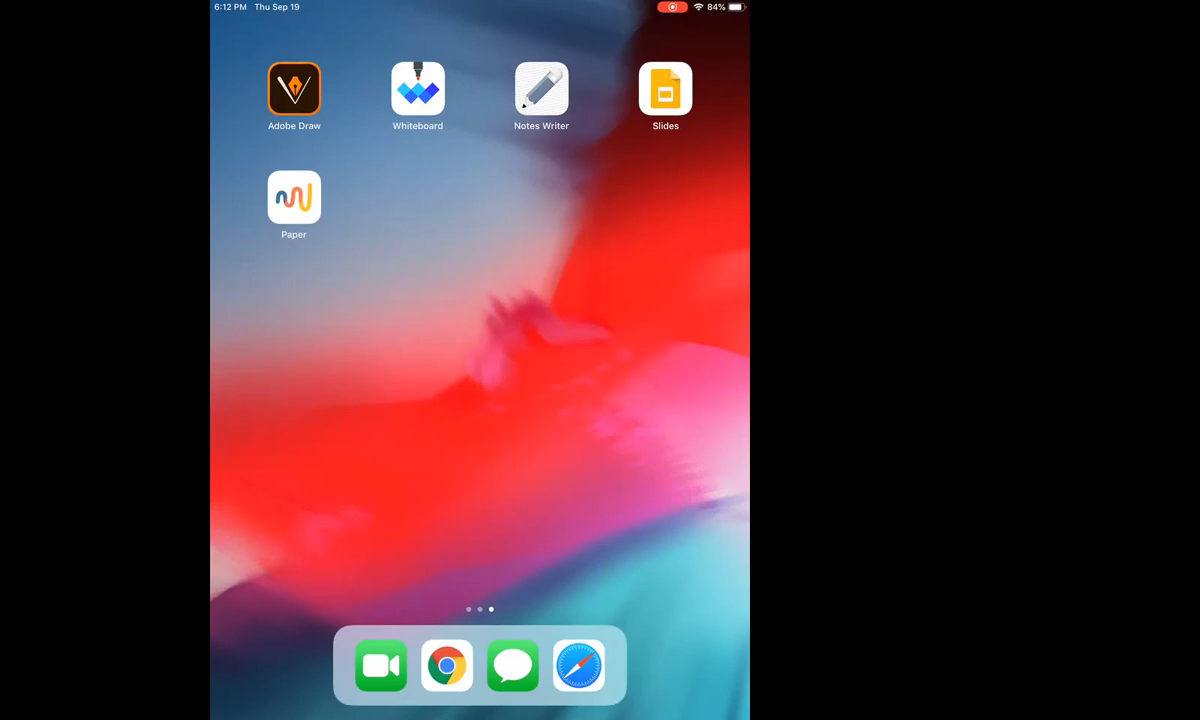 6:12 PM Thu Sep 19
84%
Adobe Draw
Whiteboard
Notes Writer
Slides
Paper